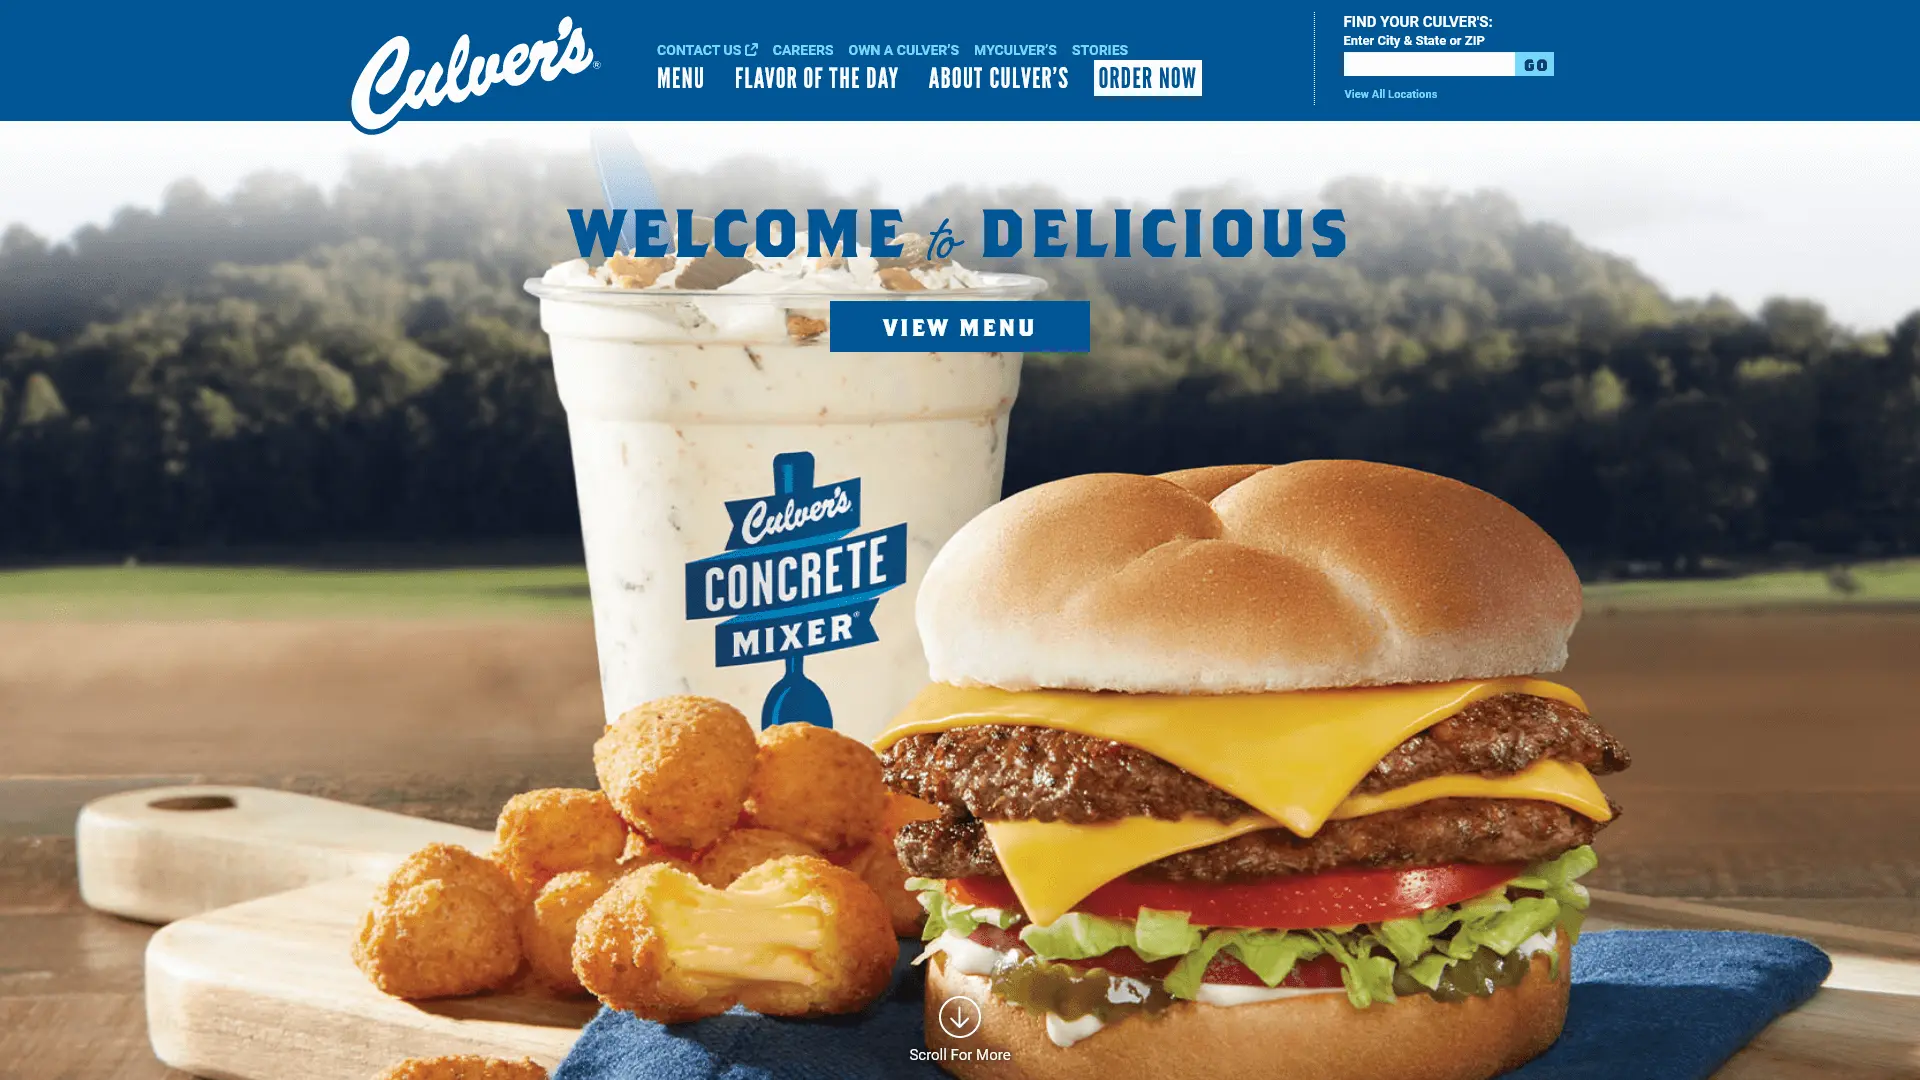 Culver's®
CONTACT US
CAREERS
OWN A CULVER'S
MYCULVER'S
STORIES
MENU
FLAVOR OF THE DAY
ABOUT CULVER'S
ORDER NOW
FIND YOUR CULVER'S:
Enter City & State or ZIP
GO
View All Locations
WELCOME to DELICIOUS
VIEW MENU
Culver's
CONCRETE
MIXER®
Scroll For More